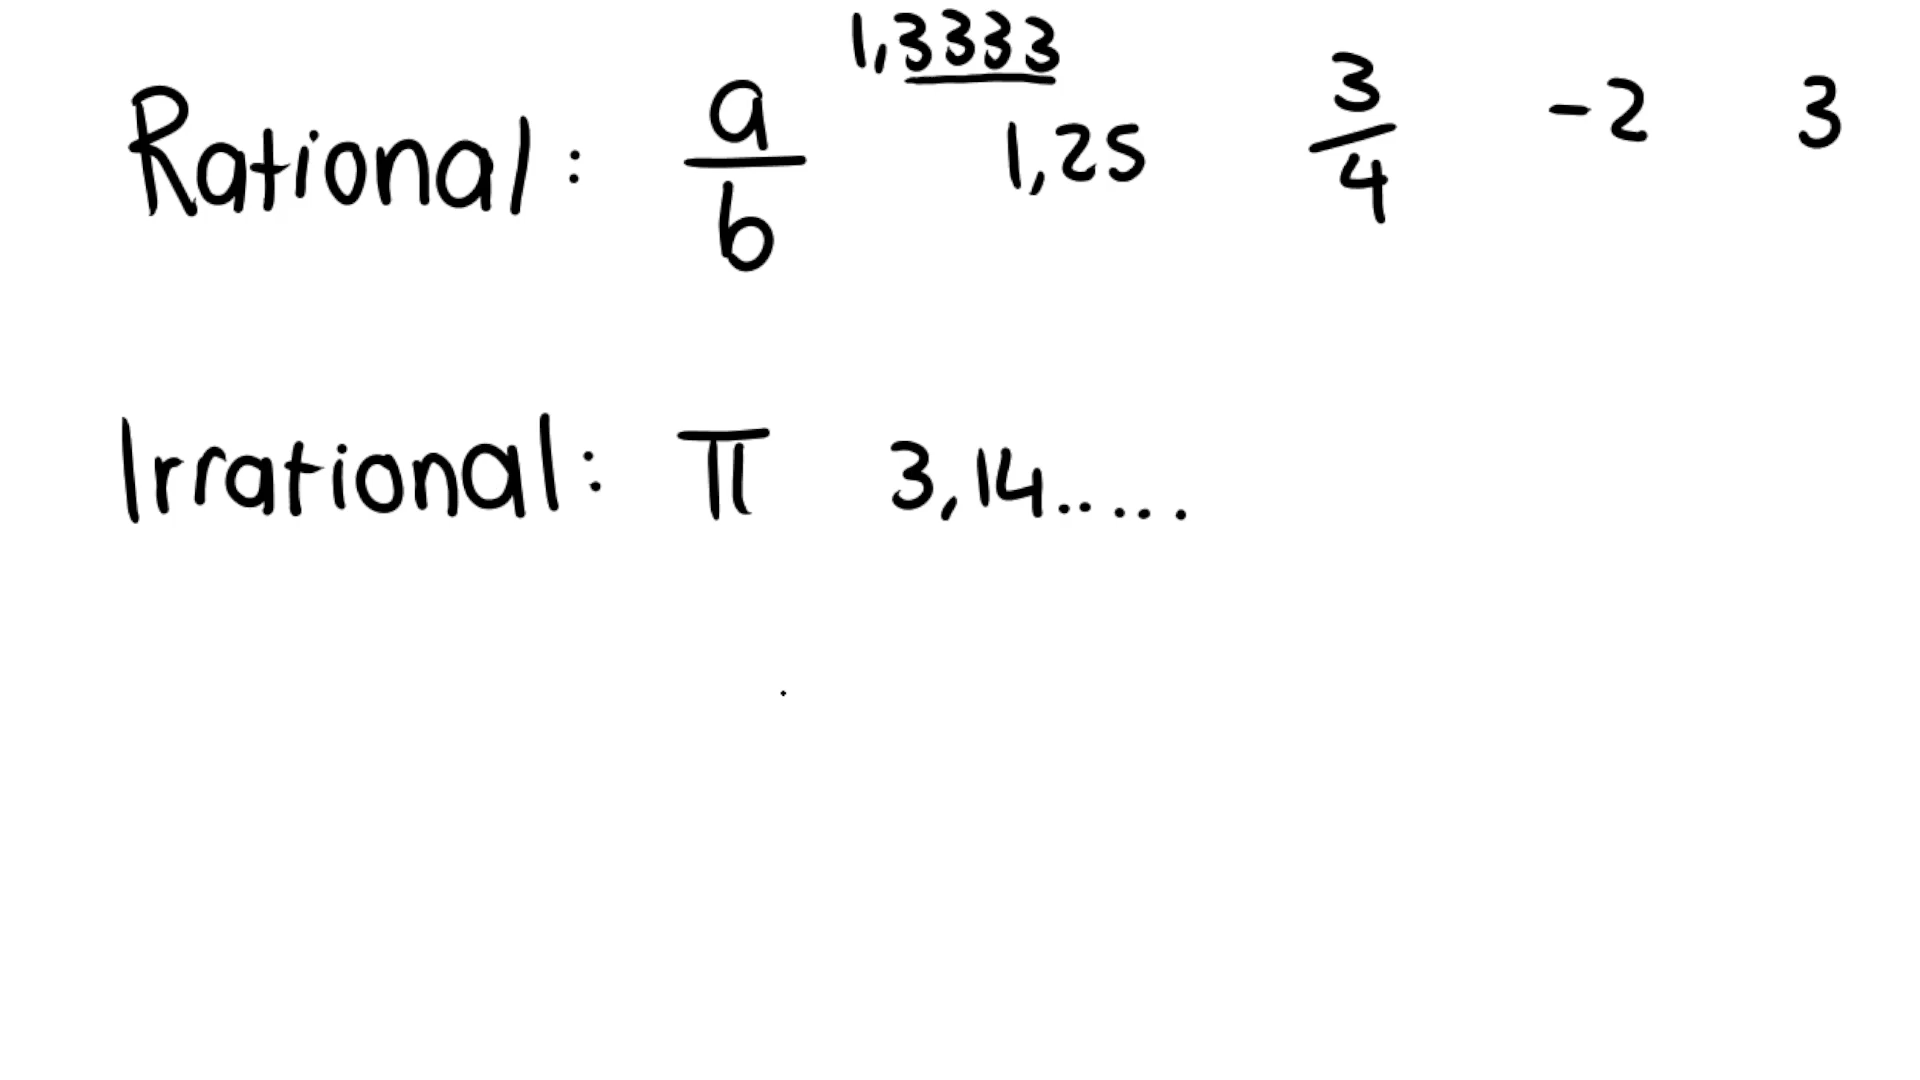 1,3333
Rational: a/b 1,25 3/4 -2 3
Irrational: π 3,14.....